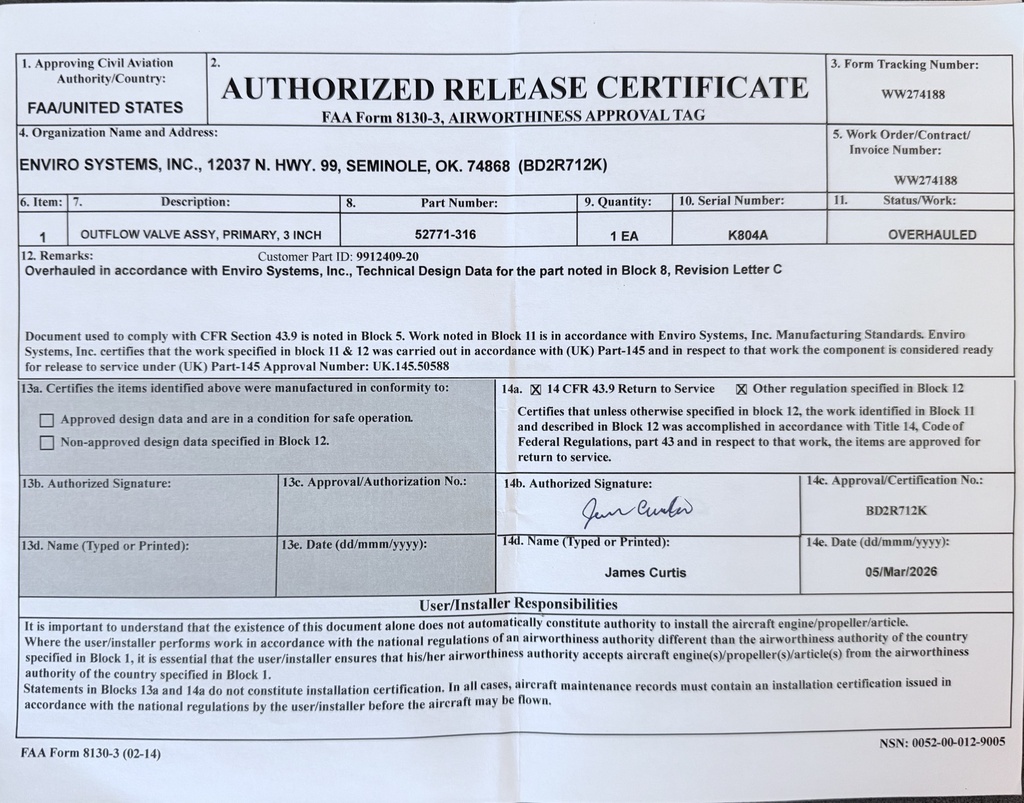 1. Approving Civil Aviation
Authority/Country:
FAA/UNITED STATES
2.
AUTHORIZED RELEASE CERTIFICATE
FAA Form 8130-3, AIRWORTHINESS APPROVAL TAG
3. Form Tracking Number:
WW274188
4. Organization Name and Address:
ENVIRO SYSTEMS, INC., 12037 N. HWY. 99, SEMINOLE, OK. 74868 (BD2R712K)
5. Work Order/Contract/
Invoice Number:
WW274188
6. Item: 7. Description: 8. Part Number: 9. Quantity: 10. Serial Number: 11. Status/Work:
1 OUTFLOW VALVE ASSY, PRIMARY, 3 INCH 52771-316 1 EA K804A OVERHAULED
12. Remarks: Customer Part ID: 9912409-20
Overhauled in accordance with Enviro Systems, Inc., Technical Design Data for the part noted in Block 8, Revision Letter C
Document used to comply with CFR Section 43.9 is noted in Block 5. Work noted in Block 11 is in accordance with Enviro Systems, Inc. Manufacturing Standards. Enviro
Systems, Inc. certifies that the work specified in block 11 & 12 was carried out in accordance with (UK) Part-145 and in respect to that work the component is considered ready
for release to service under (UK) Part-145 Approval Number: UK.145.50588
13a. Certifies the items identified above were manufactured in conformity to:
Approved design data and are in a condition for safe operation.
Non-approved design data specified in Block 12.
14a. ☒ 14 CFR 43.9 Return to Service ☒ Other regulation specified in Block 12
Certifies that unless otherwise specified in block 12, the work identified in Block 11
and described in Block 12 was accomplished in accordance with Title 14, Code of
Federal Regulations, part 43 and in respect to that work, the items are approved for
return to service.
13b. Authorized Signature:
13c. Approval/Authorization No.:
14b. Authorized Signature:
14c. Approval/Certification No.:
BD2R712K
13d. Name (Typed or Printed):
13e. Date (dd/mmm/yyyy):
14d. Name (Typed or Printed):
James Curtis
14e. Date (dd/mmm/yyyy):
05/Mar/2026
User/Installer Responsibilities
It is important to understand that the existence of this document alone does not automatically constitute authority to install the aircraft engine/propeller/article.
Where the user/installer performs work in accordance with the national regulations of an airworthiness authority different than the airworthiness authority of the country
specified in Block 1, it is essential that the user/installer ensures that his/her airworthiness authority accepts aircraft engine(s)/propeller(s)/article(s) from the airworthiness
authority of the country specified in Block 1.
Statements in Blocks 13a and 14a do not constitute installation certification. In all cases, aircraft maintenance records must contain an installation certification issued in
accordance with the national regulations by the user/installer before the aircraft may be flown.
FAA Form 8130-3 (02-14)
NSN: 0052-00-012-9005